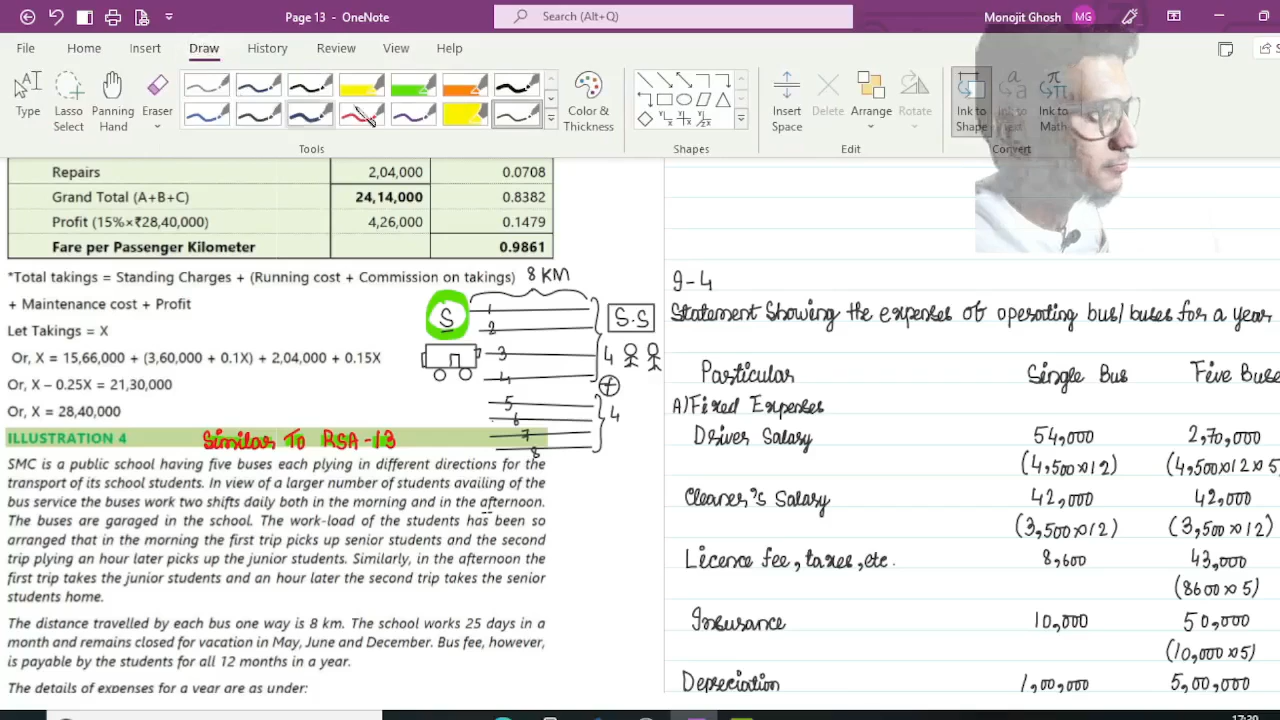 Page 13 - OneNote
Search (Alt+Q)
Monojit Ghosh MG
File Home Insert Draw History Review View Help
Type
Lasso Select
Panning Hand
Eraser
Color & Thickness
Insert Space
Delete
Arrange
Rotate
Ink to Shape
Ink to Math
Tools
Shapes
Edit
Convert
Repairs 2,04,000 0.0708
Grand Total (A+B+C) 24,14,000 0.8382
Profit (15%×₹28,40,000) 4,26,000 0.1479
Fare per Passenger Kilometer 0.9861
*Total takings = Standing Charges + (Running cost + Commission on takings)
+ Maintenance cost + Profit
Let Takings = X
Or, X = 15,66,000 + (3,60,000 + 0.1X) + 2,04,000 + 0.15X
Or, X – 0.25X = 21,30,000
Or, X = 28,40,000
8 KM
S
1
2
3
4
5
6
7
8
4
+
4
S.S
ILLUSTRATION 4 Similar To RSA-13
SMC is a public school having five buses each plying in different directions for the
transport of its school students. In view of a larger number of students availing of the
bus service the buses work two shifts daily both in the morning and in the afternoon.
The buses are garaged in the school. The work-load of the students has been so
arranged that in the morning the first trip picks up senior students and the second
trip plying an hour later picks up the junior students. Similarly, in the afternoon the
first trip takes the junior students and an hour later the second trip takes the senior
students home.
The distance travelled by each bus one way is 8 km. The school works 25 days in a
month and remains closed for vacation in May, June and December. Bus fee, however,
is payable by the students for all 12 months in a year.
The details of expenses for a year are as under:
I-4
Statement Showing the expenses of operating bus/buses for a year
Particular Single Bus Five Buse
A) Fixed Expenses
Driver Salary 54,000 2,70,000
(4,500×12) (4,500×12×5
Cleaner's Salary 42,000 42,000
(3,500×12) (3,500×12)
Licence fee, taxes, etc. 8,600 43,000
(8600×5)
Insurance 10,000 50,000
(10,000×5)
Depreciation 1,00,000 5,00,000
17:39